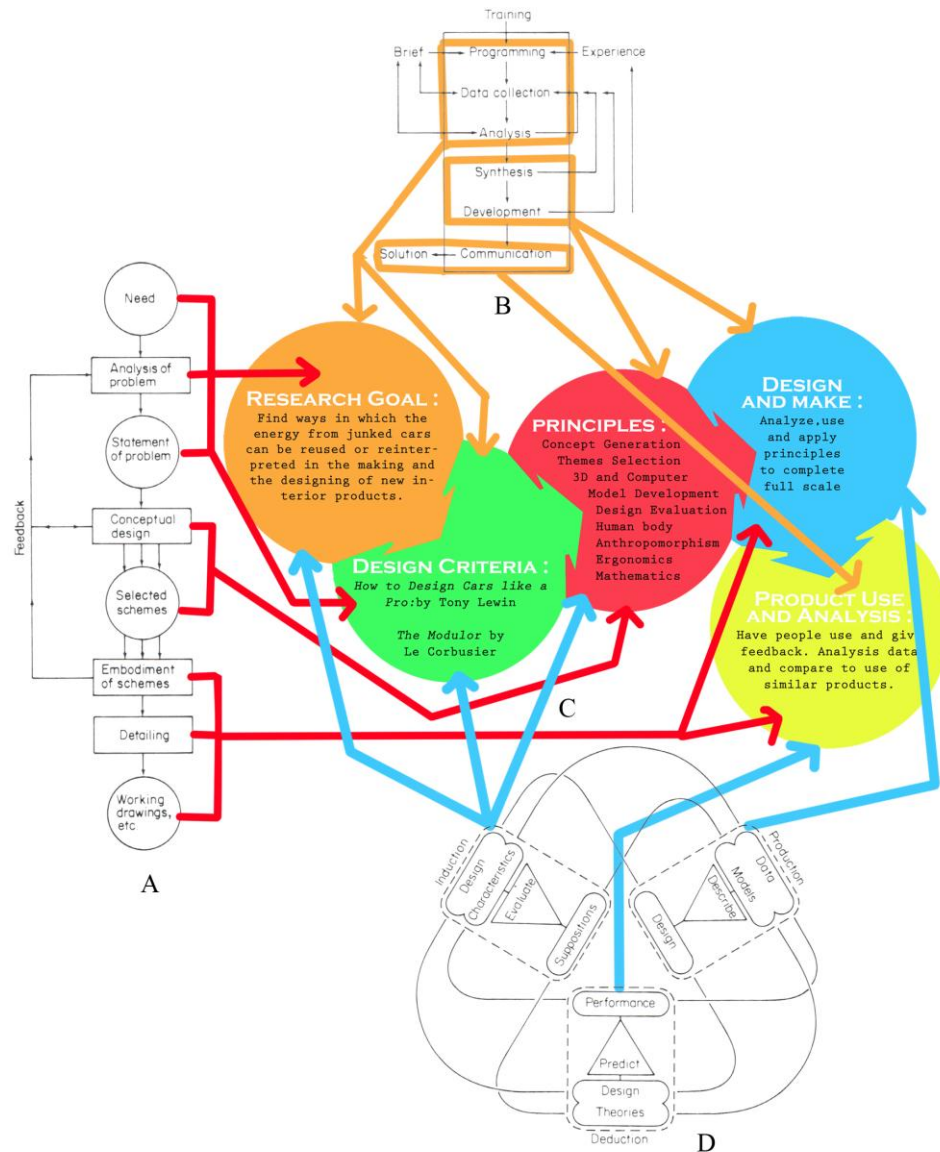 Training
Brief
Programming
Experience
Data collection
Analysis
Synthesis
Development
Solution
Communication
B
Need
Analysis of
problem
Statement
of problem
Conceptual
design
Feedback
Selected
schemes
Embodiment
of schemes
Detailing
Working
drawings,
etc
A
RESEARCH GOAL :
Find ways in which the
energy from junked cars
can be reused or reinter-
preted in the making and
the designing of new in-
terior products.
DESIGN CRITERIA :
How to Design Cars like a
Pro:by Tony Lewin
The Modulor by
Le Corbusier
PRINCIPLES :
Concept Generation
Themes Selection
3D and Computer
Model Development
Design Evaluation
Human body
Anthropomorphism
Ergonomics
Mathematics
DESIGN
AND MAKE :
Analyze,use
and apply
principles
to complete
full scale
PRODUCT USE
AND ANALYSIS :
Have people use and give
feedback. Analysis data
and compare to use of
similar products.
C
Induction
Design
Characteristics
Evaluate
Suppositions
Production
Data
Models
Describe
Design
Performance
Predict
Design
Theories
Deduction
D